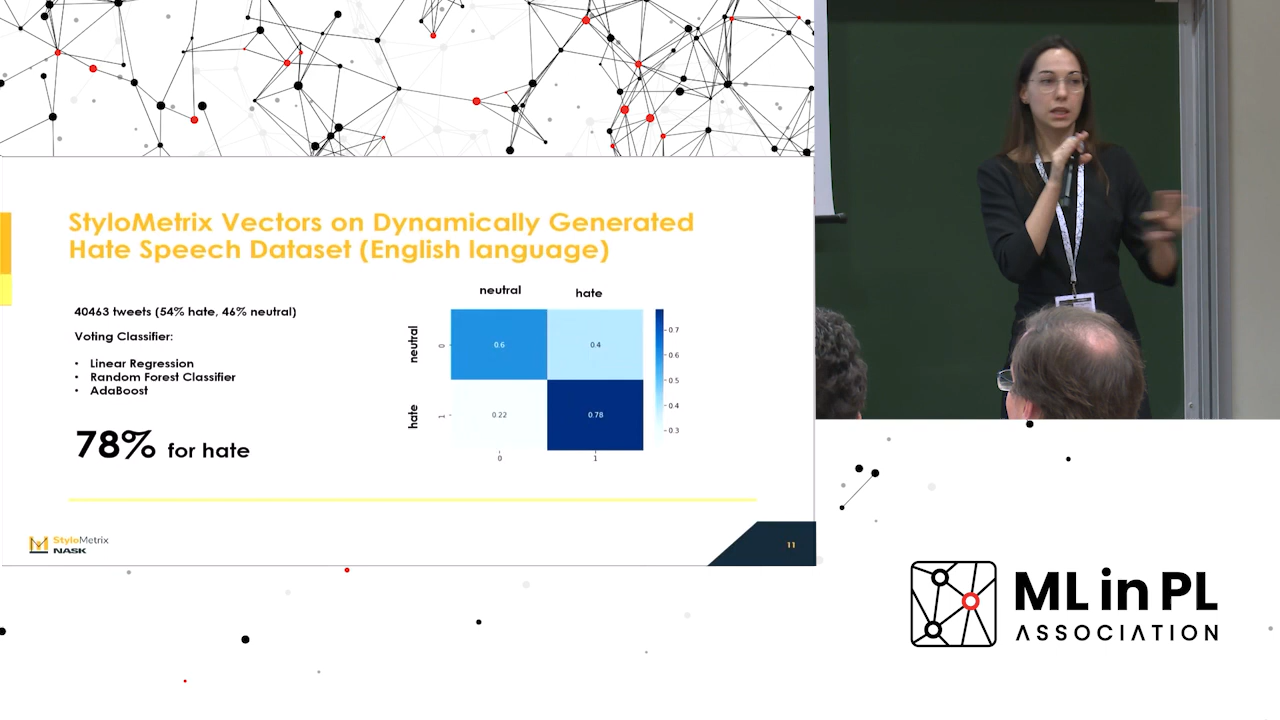 StyloMetrix Vectors on Dynamically Generated
Hate Speech Dataset (English language)
40463 tweets (54% hate, 46% neutral)
Voting Classifier:
• Linear Regression
• Random Forest Classifier
• AdaBoost
78% for hate
neutral hate
neutral
hate
0
1
0.6 0.4
0.22 0.78
0 1
0.7
0.6
0.5
0.4
0.3
StyloMetrix
NASK
11
ML in PL
ASSOCIATION